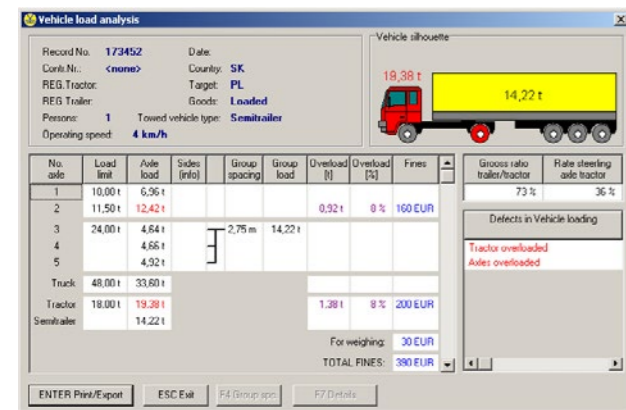 Vehicle load analysis
Record No. 173452 Date:
Contr.Nr.: <none> Country: SK
REG.Tractor: Target: PL
REG Trailer: Goods: Loaded
Persons: 1 Towed vehicle type: Semitrailer
Operating speed: 4 km/h
Vehicle silhouette
19,38 t
14,22 t
No. axle Load limit Axle load Sides (info) Group spacing Group load Overload [t] Overload [%] Fines
1 10,00 t 6,96 t
2 11,50 t 12,42 t 0,92 t 8 % 160 EUR
3 24,00 t 4,64 t 2,75 m 14,22 t
4 4,66 t
5 4,92 t
Truck 48,00 t 33,60 t
Tractor 18,00 t 19,38 t 1,38 t 8 % 200 EUR
Semitrailer 14,22 t
For weighing: 30 EUR
TOTAL FINES: 390 EUR
Grooss ratio trailer/tractor Rate steering axle tractor
73 % 36 %
Defects in Vehicle loading
Tractor overloaded
Axles overloaded
ENTER Print/Export ESC Exit F4 Group spc. F7 Details